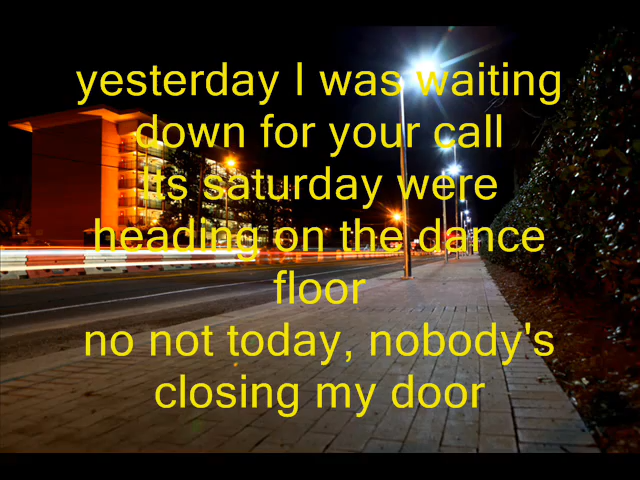 yesterday I was waiting
down for your call
Its saturday were
heading on the dance
floor
no not today, nobody's
closing my door